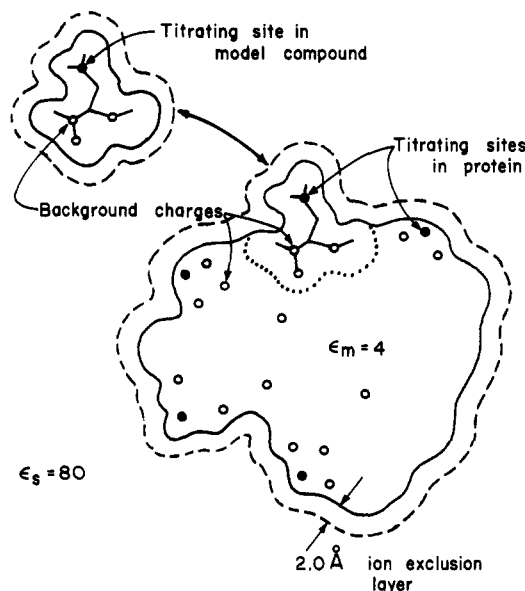 Titrating site in
model compound
Titrating sites
in protein
Background charges
ϵm = 4
ϵs = 80
2.0 Å ion exclusion
layer